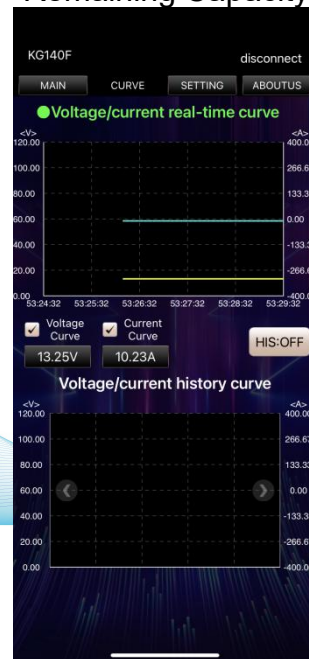 Remaining Capacity
KG140F
disconnect
MAIN CURVE SETTING ABOUTUS
Voltage/current real-time curve
<V> <A>
120.00 400.0
100.00 266.6
80.00 133.3
60.00 0.00
40.00 -133.3
20.00 -266.6
0.00 -400.0
53:24:32 53:25:32 53:26:32 53:27:32 53:28:32 53:29:32
Voltage Curve
Current Curve
HIS:OFF
13.25V 10.23A
Voltage/current history curve
<V> <A>
120.00 400.00
100.00 266.67
80.00 133.33
60.00 0.00
40.00 -133.3
20.00 -266.6
0.00 -400.0